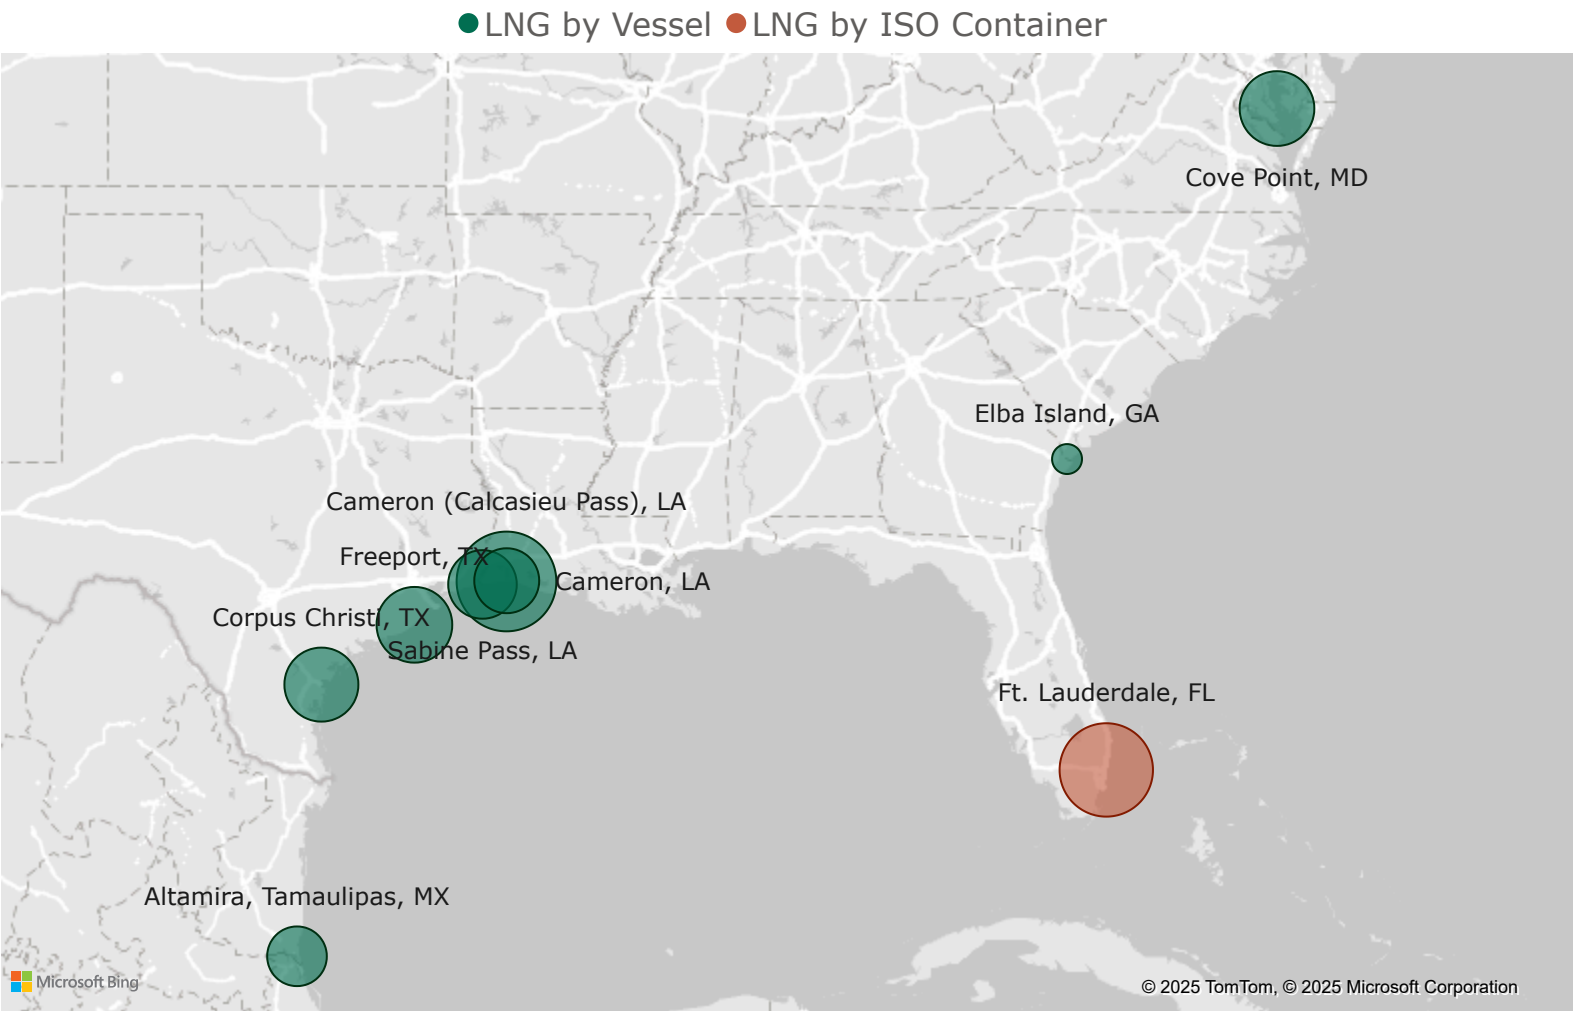 LNG by Vessel LNG by ISO Container
Cove Point, MD
Elba Island, GA
Cameron (Calcasieu Pass), LA
Freeport, TX
Cameron, LA
Corpus Christi, TX
Sabine Pass, LA
Ft. Lauderdale, FL
Altamira, Tamaulipas, MX
Microsoft Bing
© 2025 TomTom, © 2025 Microsoft Corporation